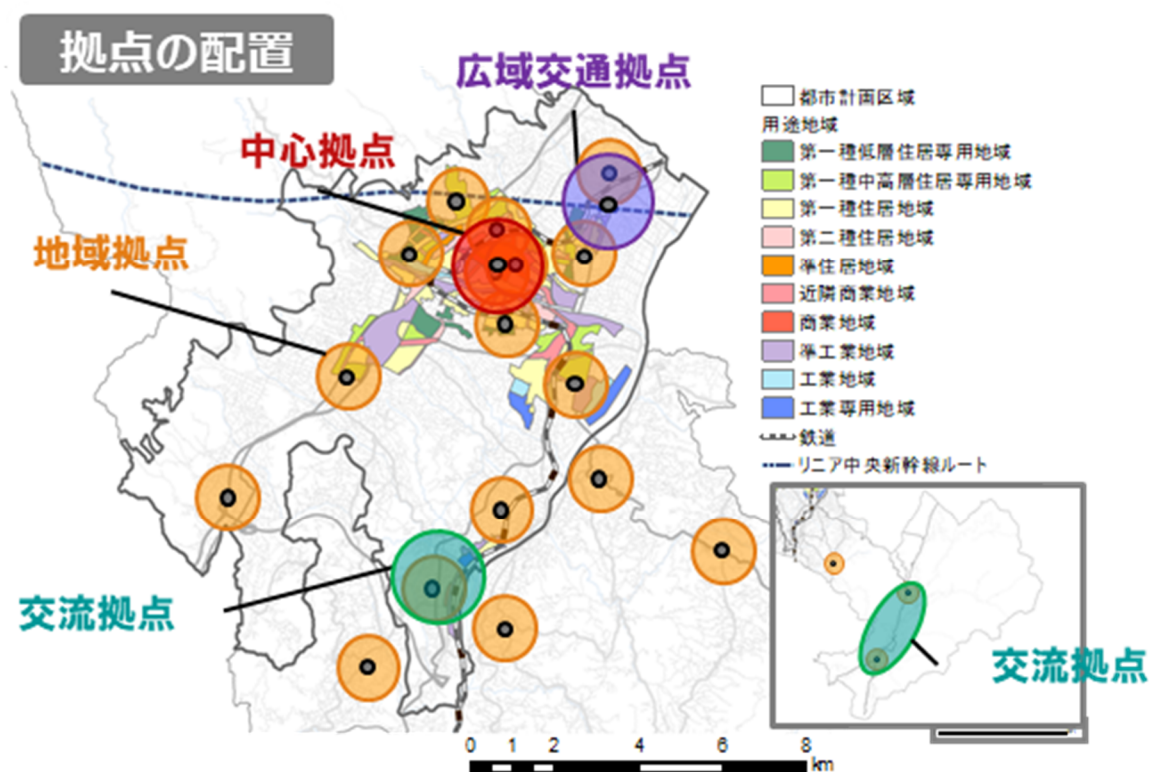 拠点の配置
広域交通拠点
中心拠点
地域拠点
交流拠点
都市計画区域
用途地域
第一種低層住居専用地域
第一種中高層住居専用地域
第一種住居地域
第二種住居地域
準住居地域
近隣商業地域
商業地域
準工業地域
工業地域
工業専用地域
鉄道
リニア中央新幹線ルート
交流拠点
0 1 2 4 6 8
km